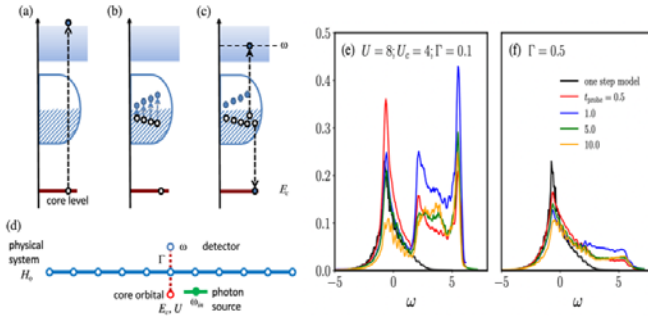 (a)
(b)
(c)
ω
core level
E_c
(d)
physical system
H_0
ω
detector
Γ
core orbital
E_c, U
ω_in
photon source
(e) U = 8; U_c = 4; Γ = 0.1
0.5
0.4
0.3
0.2
0.1
0.0
−5 0 5
ω
(f) Γ = 0.5
one step model
t_probe = 0.5
1.0
5.0
10.0
−5 0 5
ω